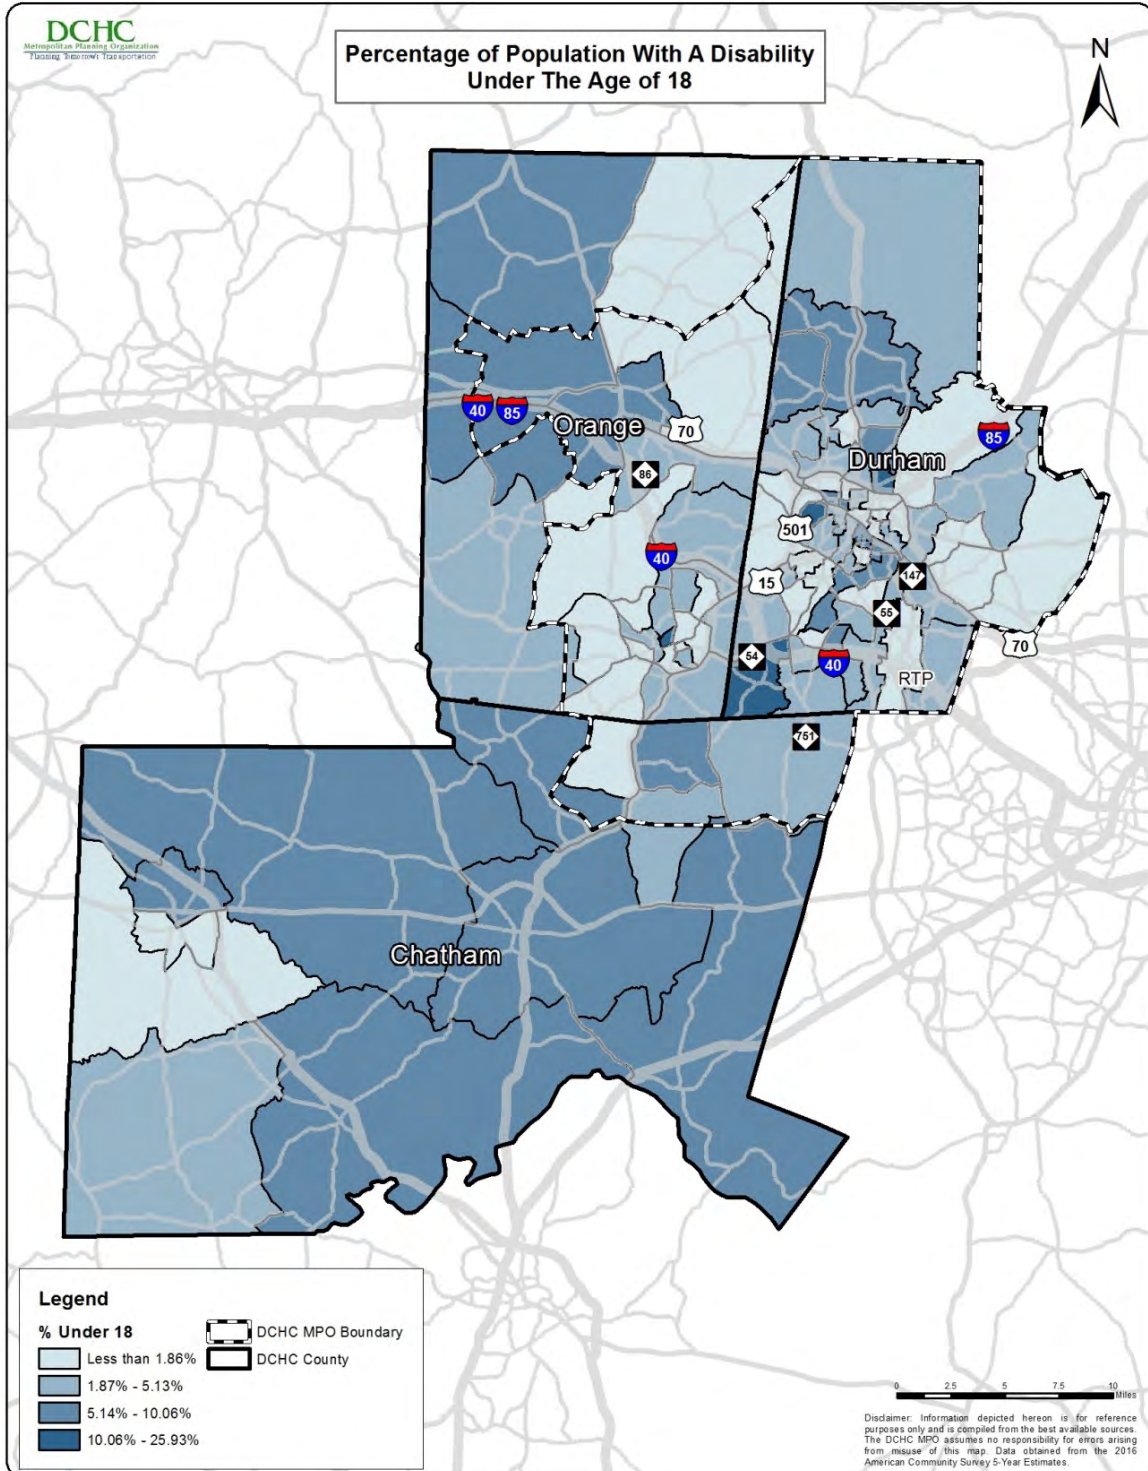 DCHC
Metropolitan Planning Organization
Planning Tomorrow's Transportation
Percentage of Population With A Disability
Under The Age of 18
N
40
85
Orange
70
86
Durham
85
501
40
15
147
55
54
40
RTP
70
751
Chatham
Legend
% Under 18
Less than 1.86%
1.87% - 5.13%
5.14% - 10.06%
10.06% - 25.93%
DCHC MPO Boundary
DCHC County
0 2.5 5 7.5 10
Miles
Disclaimer: Information depicted hereon is for reference
purposes only and is compiled from the best available sources.
The DCHC MPO assumes no responsibility for errors arising
from misuse of this map. Data obtained from the 2016
American Community Survey 5-Year Estimates.